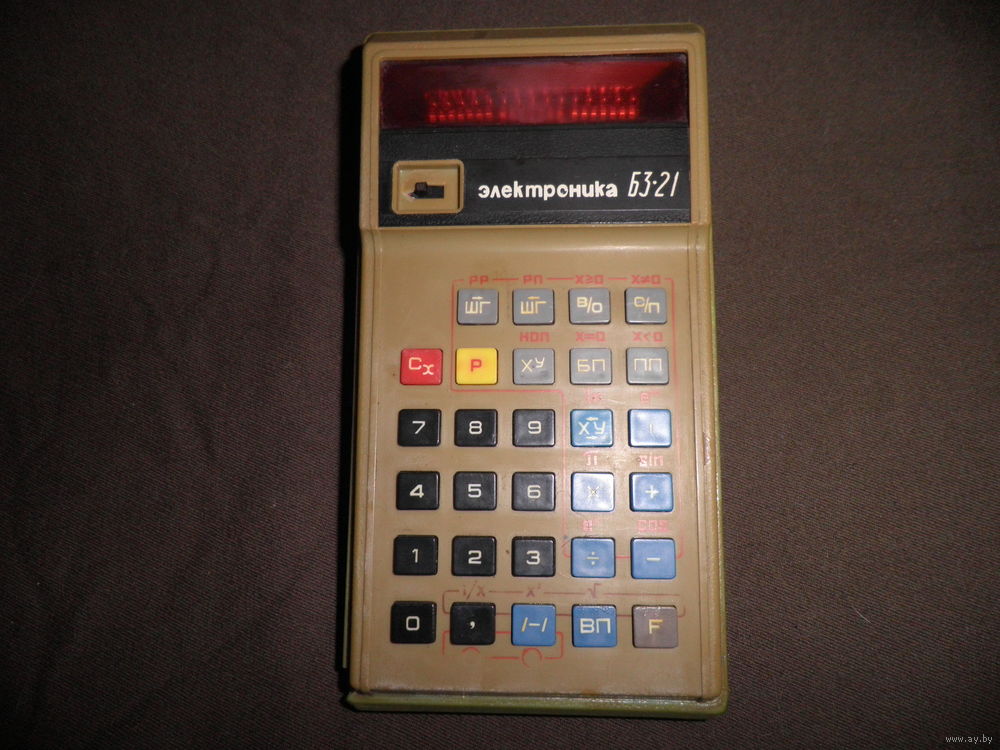 электроника Б3·21
РР РП X≥0 X≠0
ШГ ШГ В/О С/П
НОП X=0 X<0
Cx P Xʸ БП ПП
7 8 9 XY ↑
π sin
4 5 6 × +
cos
1 2 3 ÷ −
1/X X² √
0 , /-/ ВП F
www.ay.by